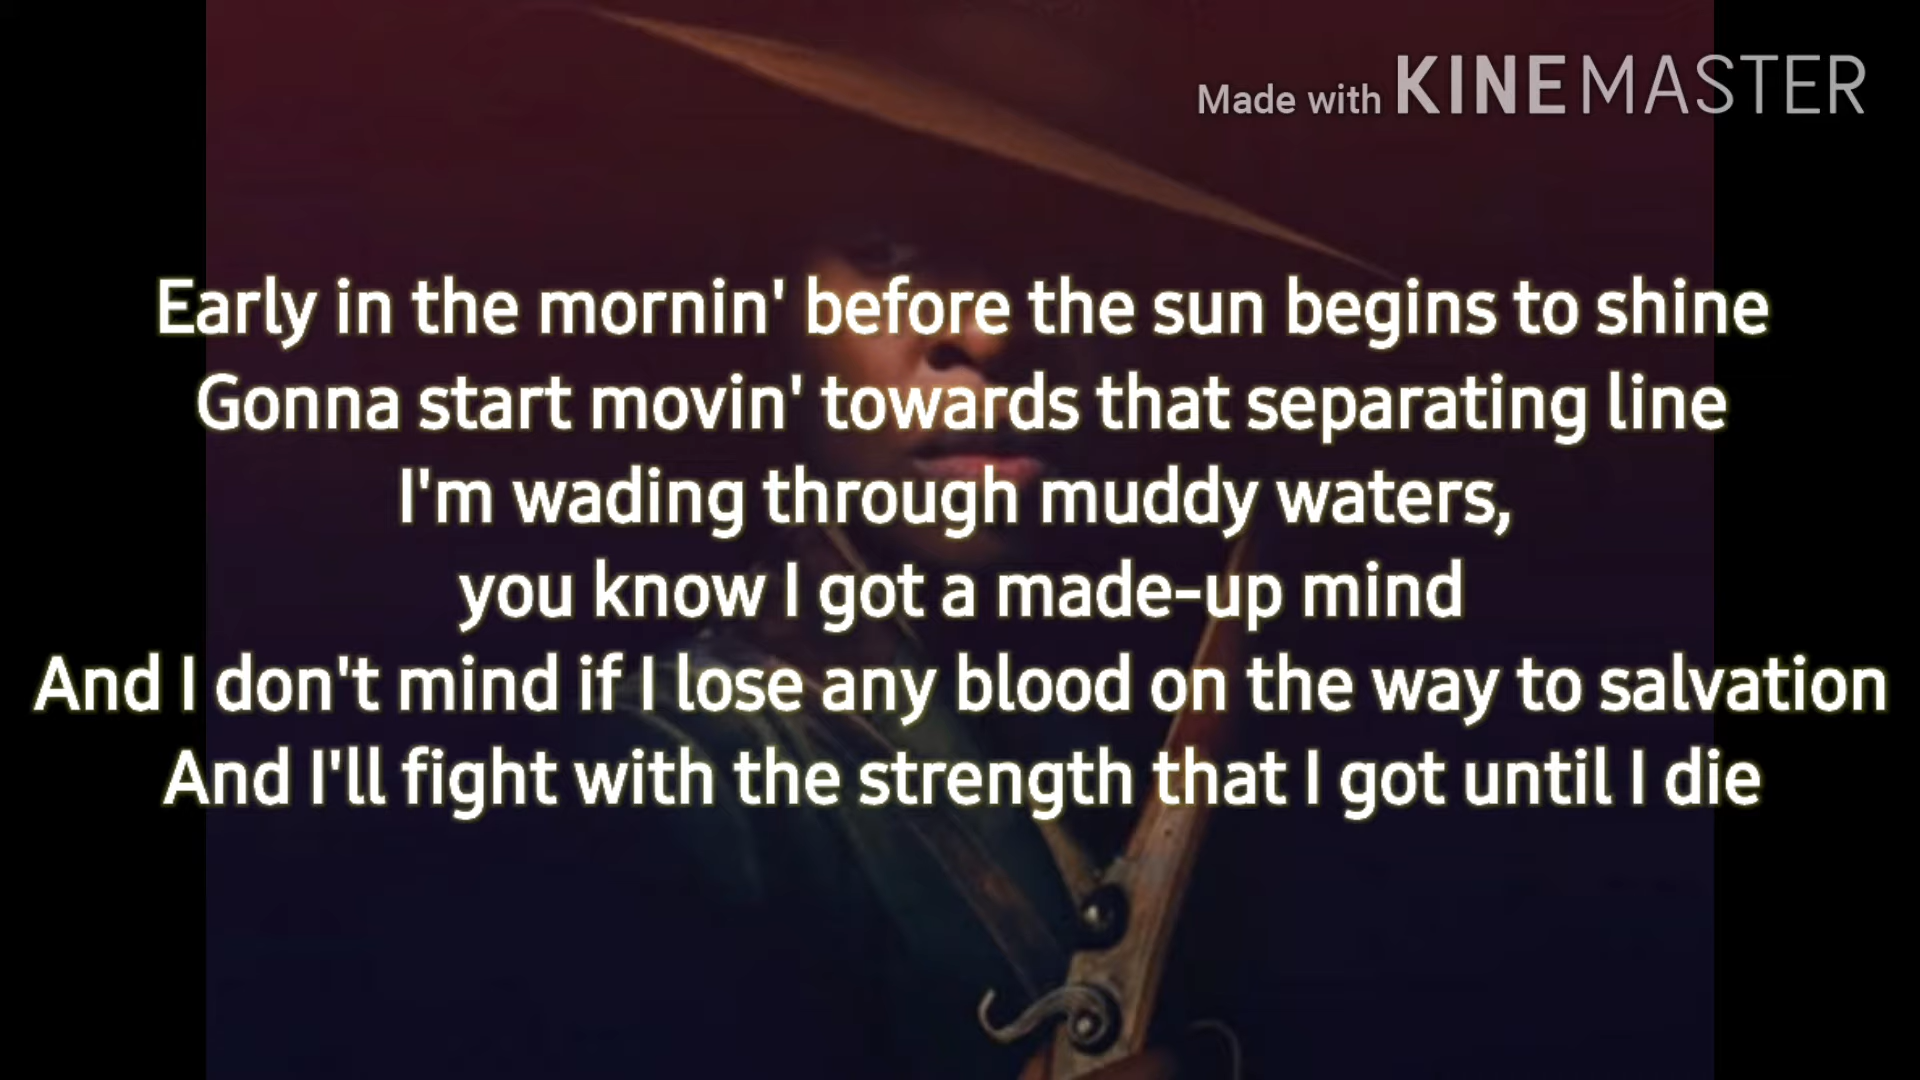 Made with KINEMASTER
Early in the mornin' before the sun begins to shine
Gonna start movin' towards that separating line
I'm wading through muddy waters,
you know I got a made-up mind
And I don't mind if I lose any blood on the way to salvation
And I'll fight with the strength that I got until I die